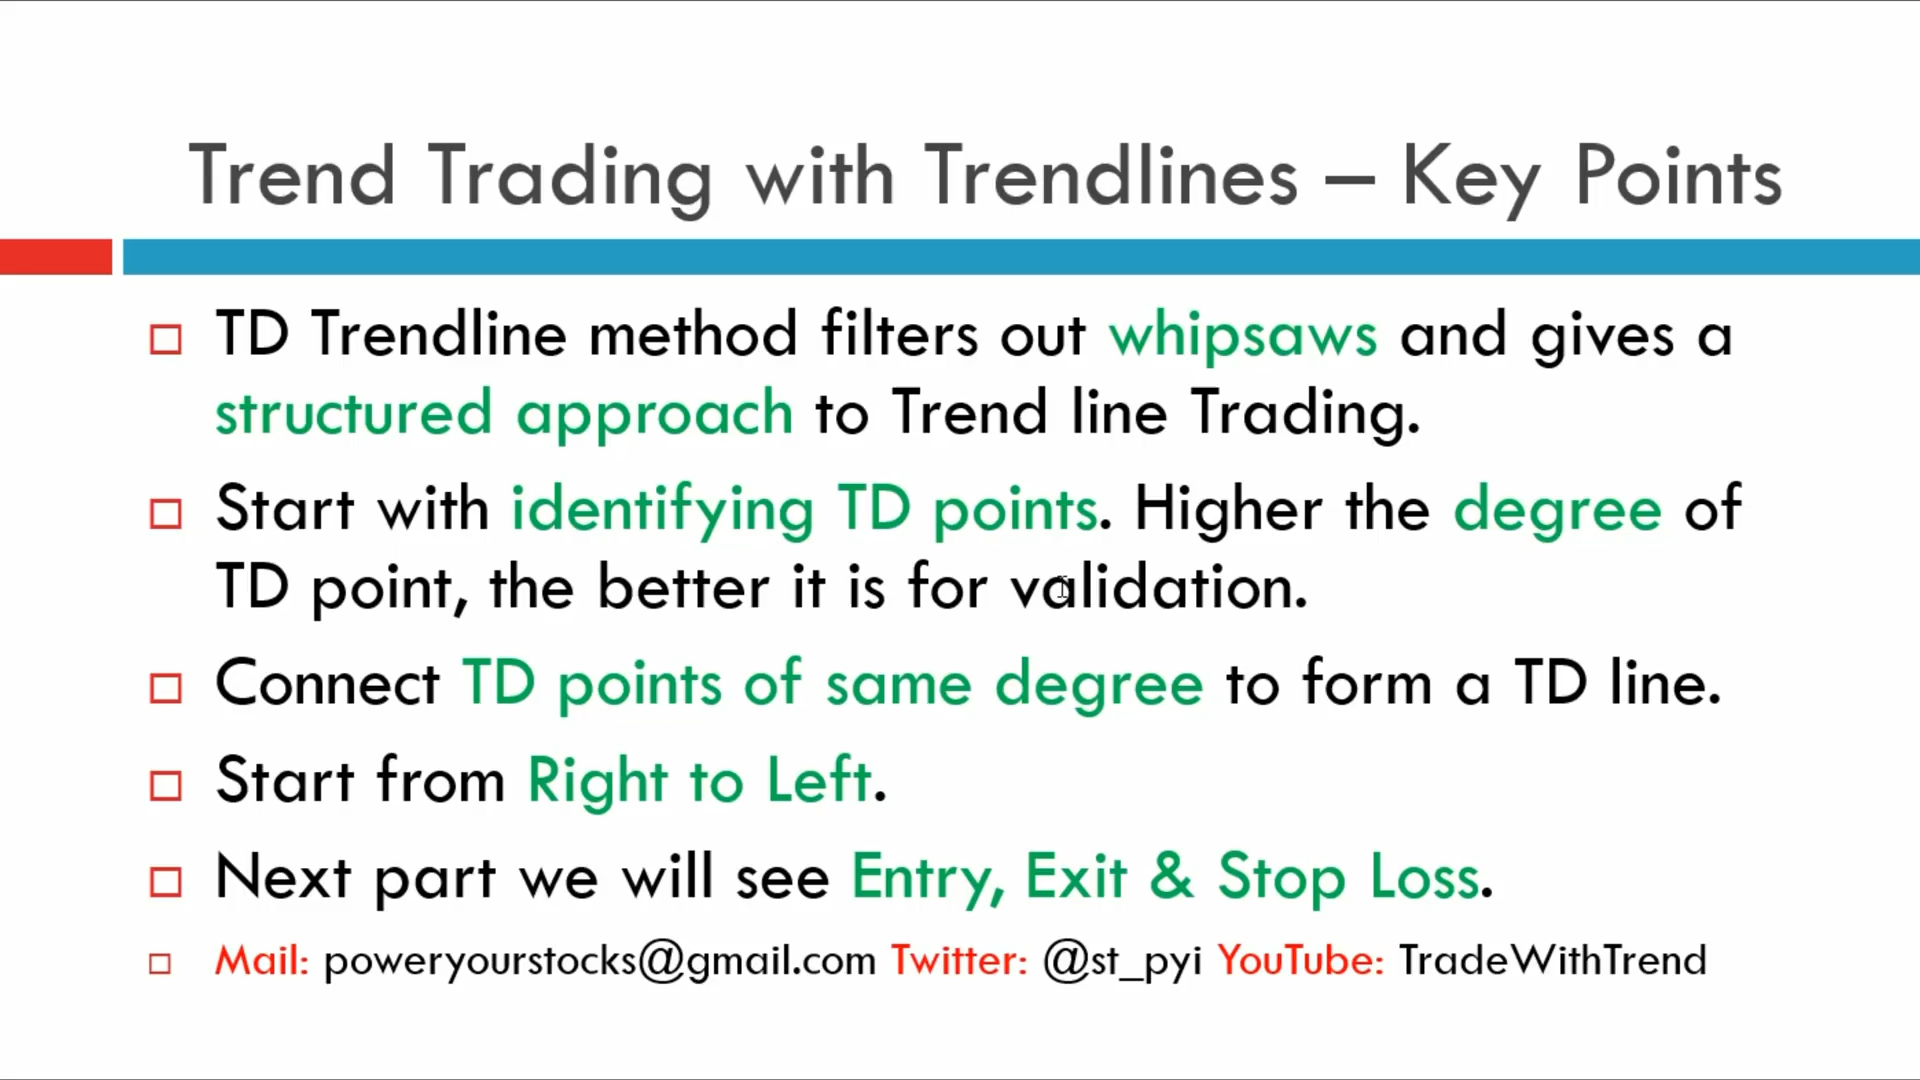 Trend Trading with Trendlines – Key Points
TD Trendline method filters out whipsaws and gives a
structured approach to Trend line Trading.
Start with identifying TD points. Higher the degree of
TD point, the better it is for validation.
Connect TD points of same degree to form a TD line.
Start from Right to Left.
Next part we will see Entry, Exit & Stop Loss.
Mail: poweryourstocks@gmail.com Twitter: @st_pyi YouTube: TradeWithTrend